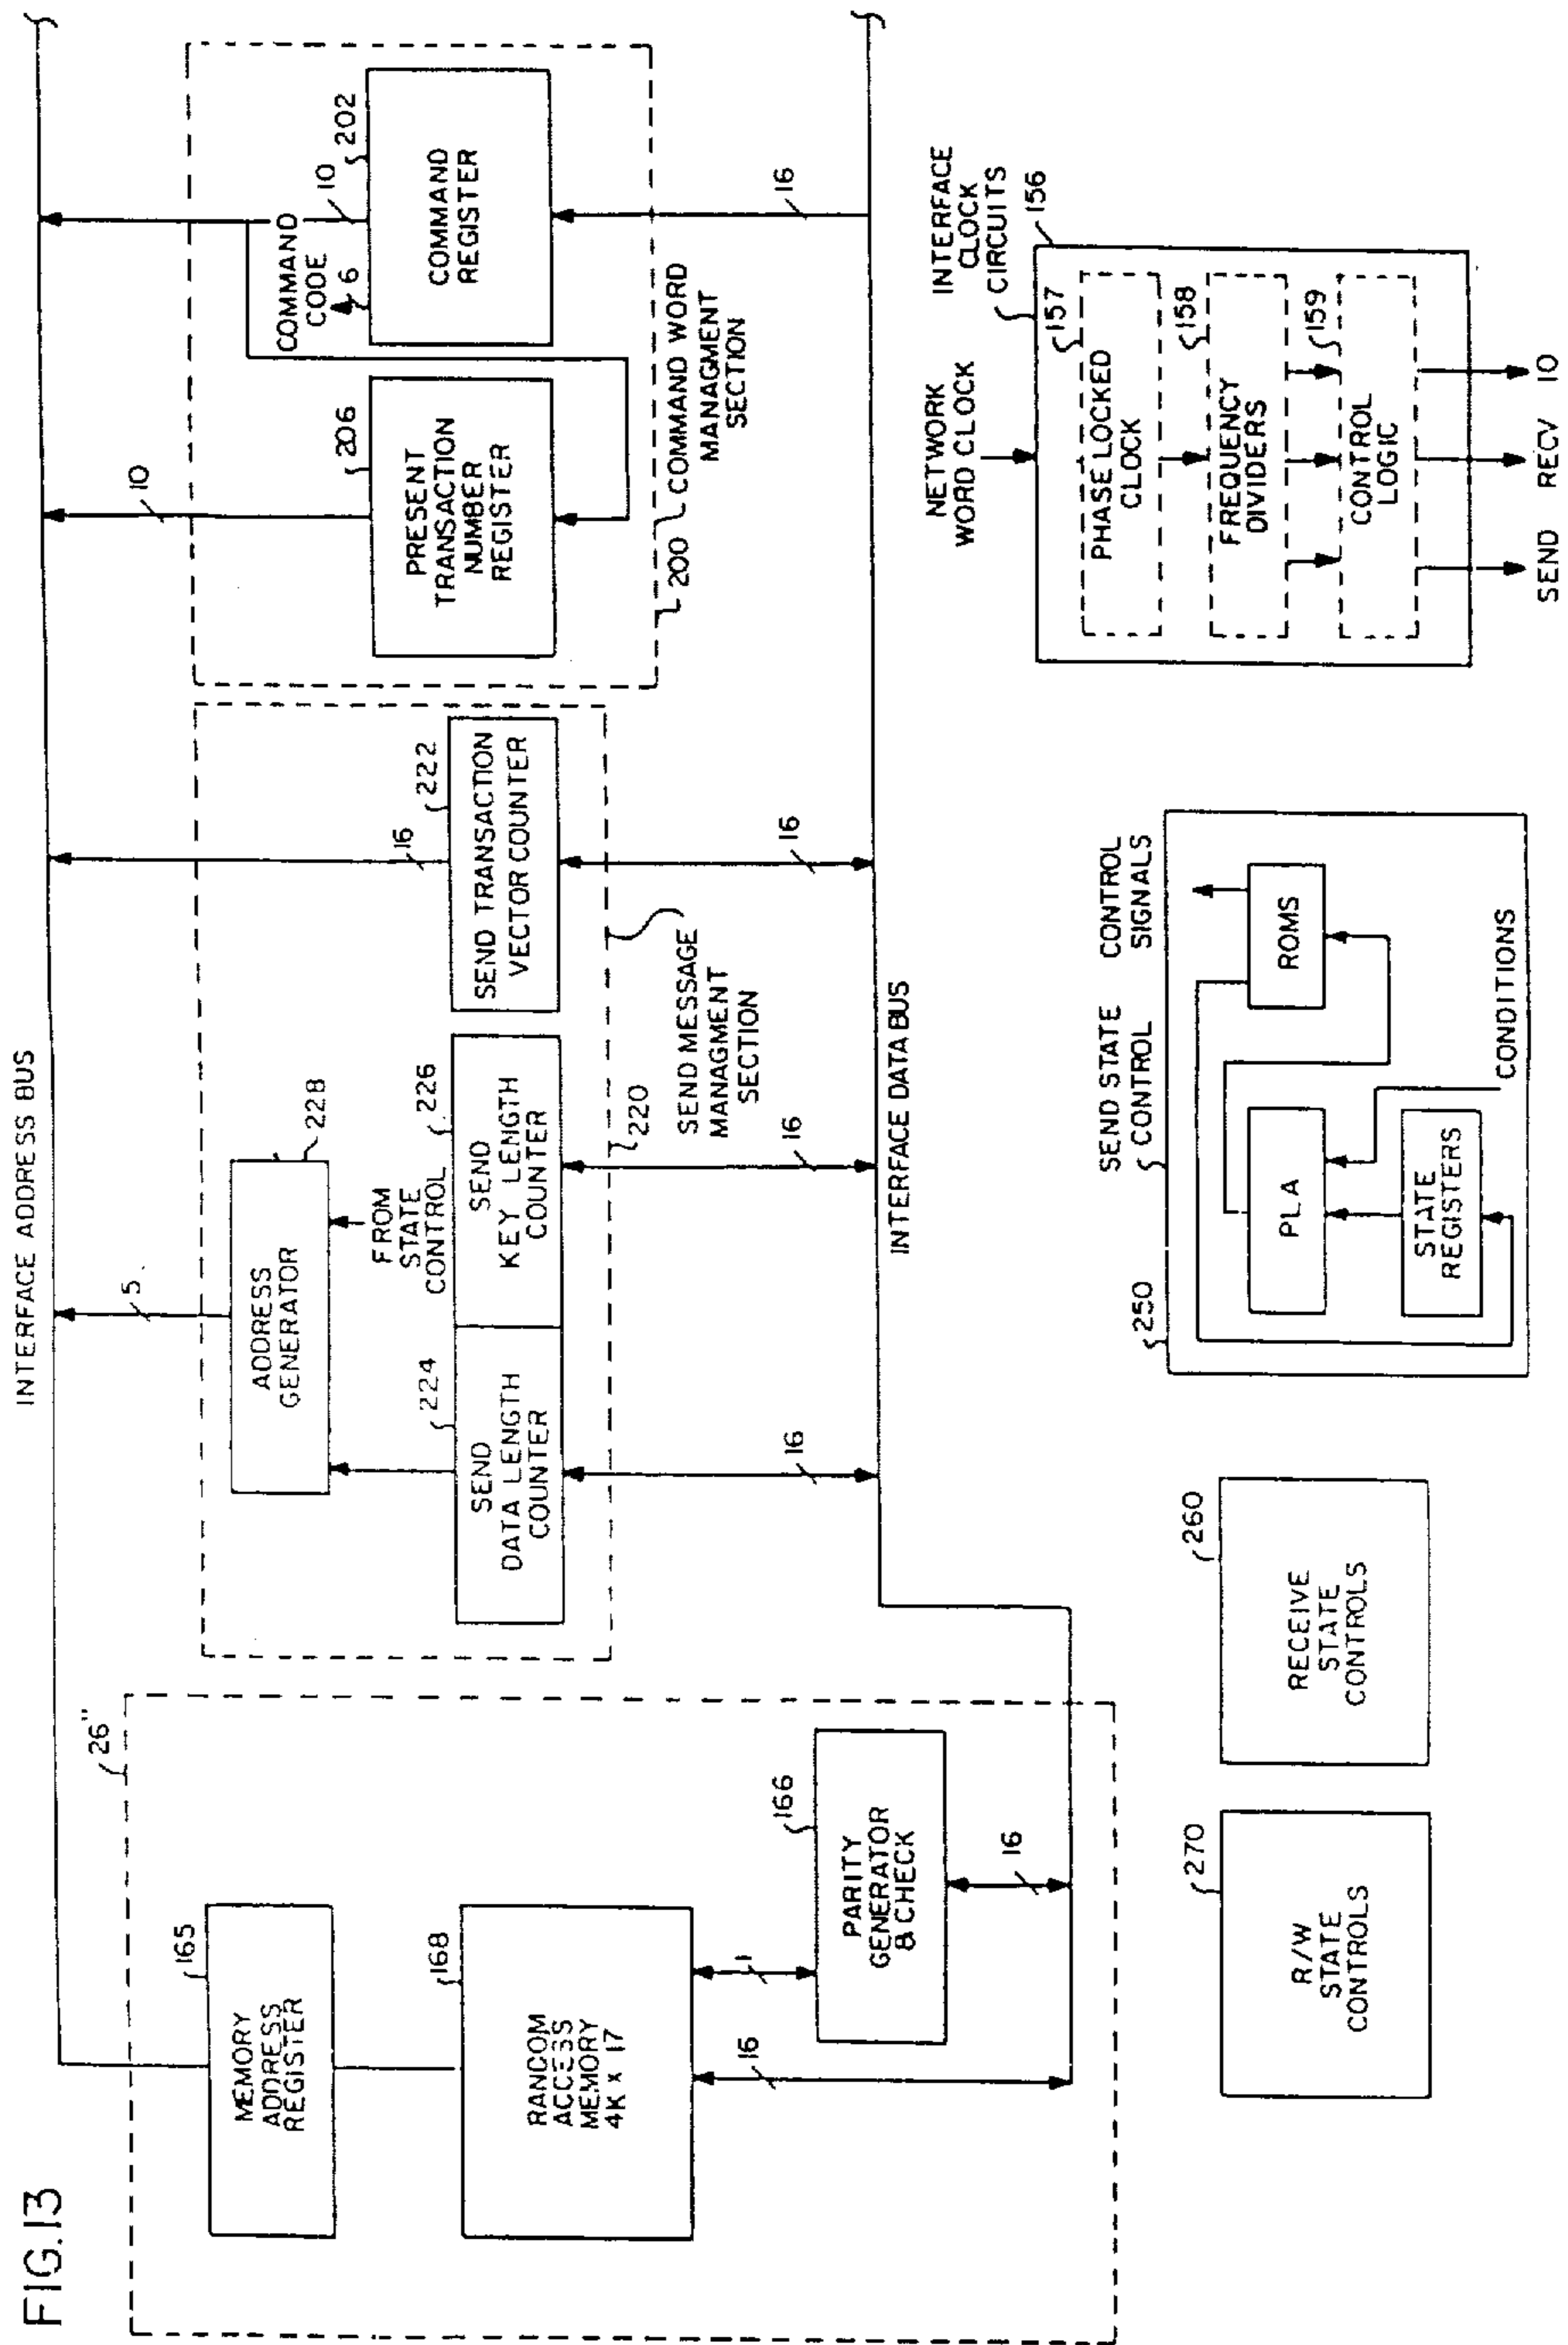 FIG. 13
INTERFACE ADDRESS BUS
26"
165
MEMORY
ADDRESS
REGISTER
168
RANCOM
ACCESS
MEMORY
4K X 17
16
1
166
PARITY
GENERATOR
& CHECK
16
5
228
ADDRESS
GENERATOR
FROM
STATE
CONTROL
224
SEND
DATA LENGTH
COUNTER
226
SEND
KEY LENGTH
COUNTER
16
16
220
SEND MESSAGE
MANAGMENT
SECTION
16
222
SEND TRANSACTION
VECTOR COUNTER
16
10
206
PRESENT
TRANSACTION
NUMBER
REGISTER
COMMAND
CODE
6
10
202
COMMAND
REGISTER
16
200
COMMAND WORD
MANAGMENT
SECTION
INTERFACE DATA BUS
270
R/W
STATE
CONTROLS
260
RECEIVE
STATE
CONTROLS
250
SEND STATE
CONTROL
CONTROL
SIGNALS
PLA
ROMS
STATE
REGISTERS
CONDITIONS
NETWORK
WORD CLOCK
INTERFACE
CLOCK
CIRCUITS
156
157
PHASE LOCKED
CLOCK
158
FREQUENCY
DIVIDERS
159
CONTROL
LOGIC
SEND
RECV
IO